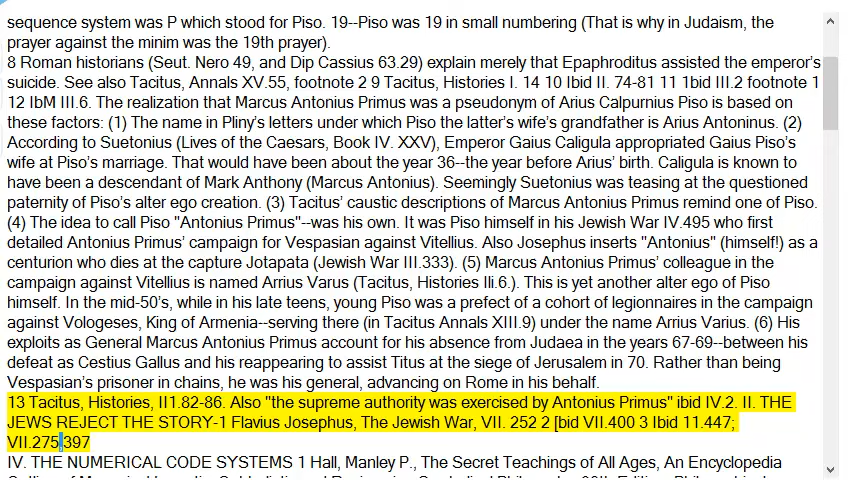 sequence system was P which stood for Piso. 19--Piso was 19 in small numbering (That is why in Judaism, the
prayer against the minim was the 19th prayer).
8 Roman historians (Seut. Nero 49, and Dip Cassius 63.29) explain merely that Epaphroditus assisted the emperor's
suicide. See also Tacitus, Annals XV.55, footnote 2 9 Tacitus, Histories I. 14 10 Ibid II. 74-81 11 1bid III.2 footnote 1
12 IbM III.6. The realization that Marcus Antonius Primus was a pseudonym of Arius Calpurnius Piso is based on
these factors: (1) The name in Pliny's letters under which Piso the latter's wife's grandfather is Arius Antoninus. (2)
According to Suetonius (Lives of the Caesars, Book IV. XXV), Emperor Gaius Caligula appropriated Gaius Piso's
wife at Piso's marriage. That would have been about the year 36--the year before Arius' birth. Caligula is known to
have been a descendant of Mark Anthony (Marcus Antonius). Seemingly Suetonius was teasing at the questioned
paternity of Piso's alter ego creation. (3) Tacitus' caustic descriptions of Marcus Antonius Primus remind one of Piso.
(4) The idea to call Piso "Antonius Primus"--was his own. It was Piso himself in his Jewish War IV.495 who first
detailed Antonius Primus' campaign for Vespasian against Vitellius. Also Josephus inserts "Antonius" (himself!) as a
centurion who dies at the capture Jotapata (Jewish War III.333). (5) Marcus Antonius Primus' colleague in the
campaign against Vitellius is named Arrius Varus (Tacitus, Histories Ili.6.). This is yet another alter ego of Piso
himself. In the mid-50's, while in his late teens, young Piso was a prefect of a cohort of legionnaires in the campaign
against Vologeses, King of Armenia--serving there (in Tacitus Annals XIII.9) under the name Arrius Varius. (6) His
exploits as General Marcus Antonius Primus account for his absence from Judaea in the years 67-69--between his
defeat as Cestius Gallus and his reappearing to assist Titus at the siege of Jerusalem in 70. Rather than being
Vespasian's prisoner in chains, he was his general, advancing on Rome in his behalf.
13 Tacitus, Histories, II1.82-86. Also "the supreme authority was exercised by Antonius Primus" ibid IV.2. II. THE
JEWS REJECT THE STORY-1 Flavius Josephus, The Jewish War, VII. 252 2 [bid VII.400 3 Ibid 11.447;
VII.275,397
IV. THE NUMERICAL CODE SYSTEMS 1 Hall, Manley P., The Secret Teachings of All Ages, An Encyclopedia